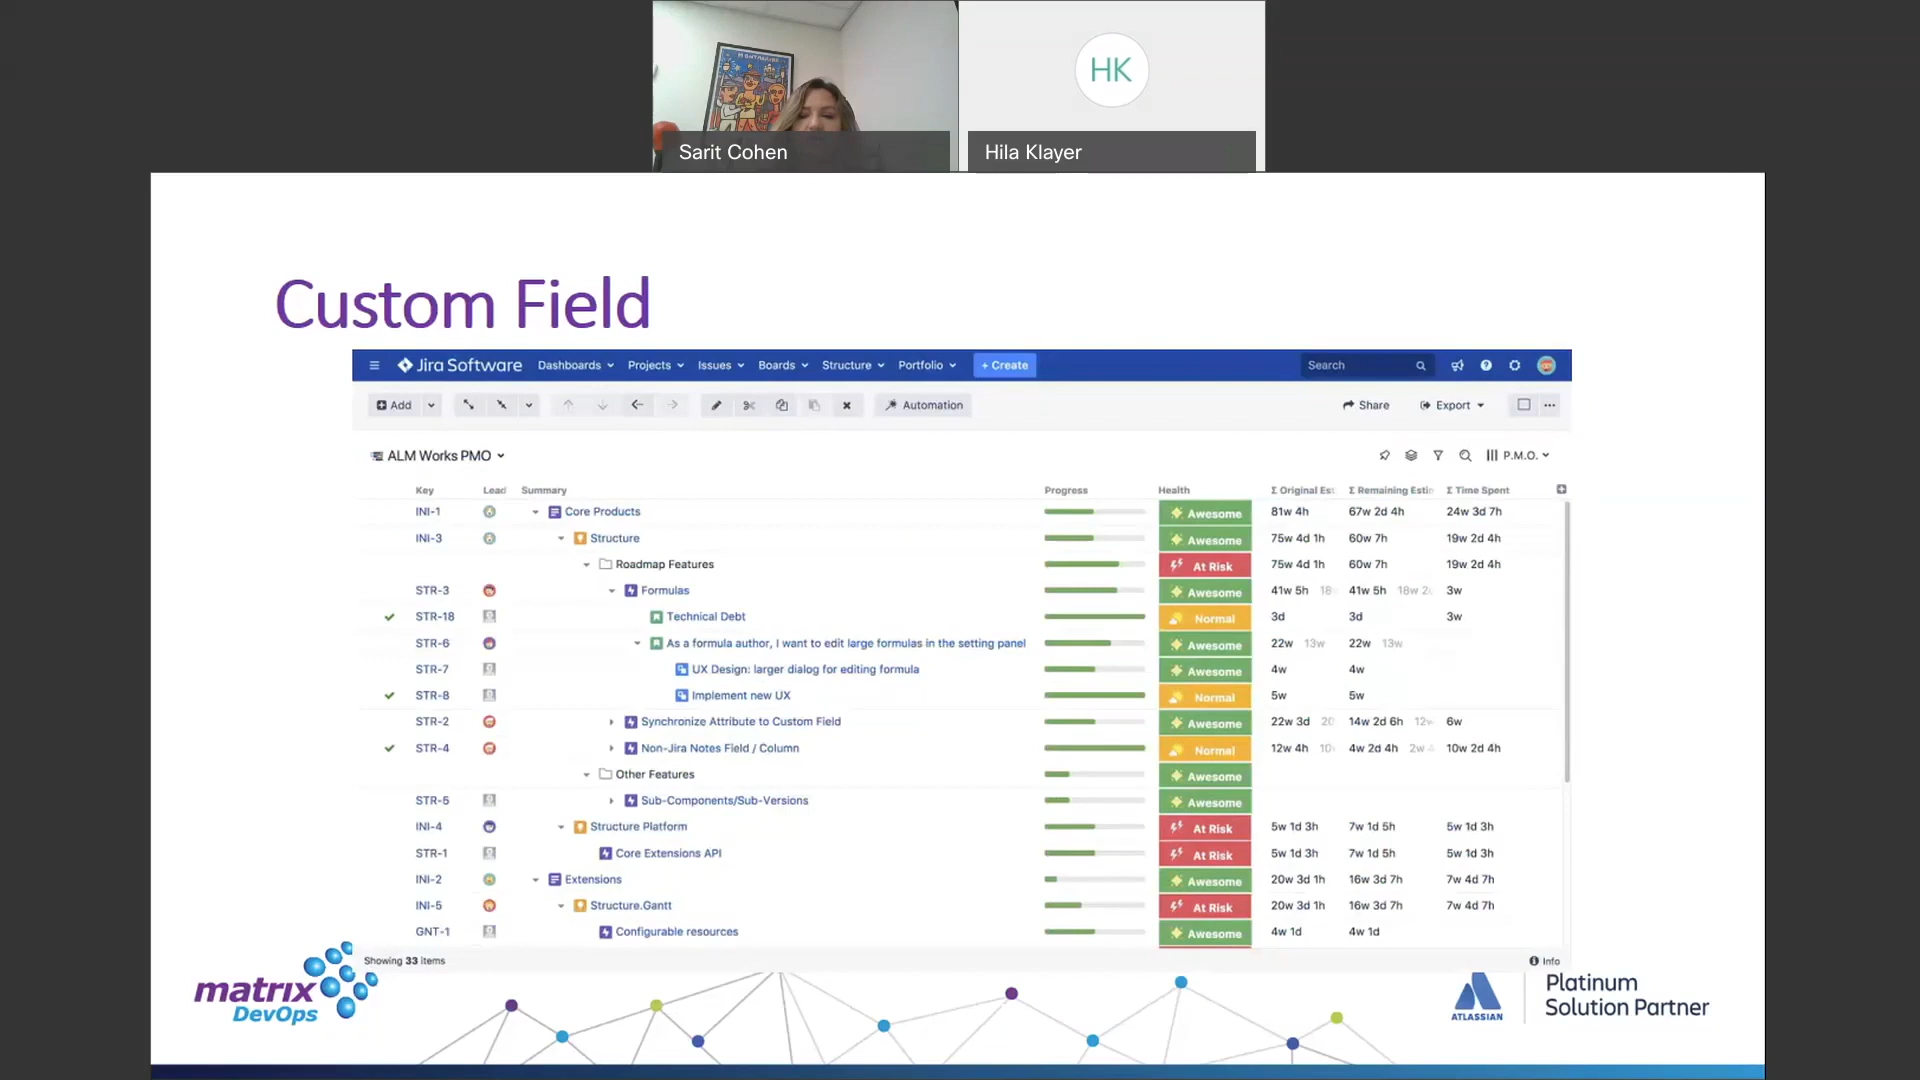 HK
Sarit Cohen
Hila Klayer
Custom Field
Jira Software Dashboards Projects Issues Boards Structure Portfolio + Create Search
Add Automation Share Export
ALM Works PMO P.M.O.
Key Lead Summary Progress Health Σ Original Est Σ Remaining Estin Σ Time Spent
INI-1 Core Products Awesome 81w 4h 67w 2d 4h 24w 3d 7h
INI-3 Structure Awesome 75w 4d 1h 60w 7h 19w 2d 4h
Roadmap Features At Risk 75w 4d 1h 60w 7h 19w 2d 4h
STR-3 Formulas Awesome 41w 5h 18 41w 5h 18w 2 3w
STR-18 Technical Debt Normal 3d 3d 3w
STR-6 As a formula author, I want to edit large formulas in the setting panel Awesome 22w 13w 22w 13w
STR-7 UX Design: larger dialog for editing formula Awesome 4w 4w
STR-8 Implement new UX Normal 5w 5w
STR-2 Synchronize Attribute to Custom Field Awesome 22w 3d 20 14w 2d 6h 12w 6w
STR-4 Non-Jira Notes Field / Column Normal 12w 4h 10 4w 2d 4h 2w 4 10w 2d 4h
Other Features Awesome
STR-5 Sub-Components/Sub-Versions Awesome
INI-4 Structure Platform At Risk 5w 1d 3h 7w 1d 5h 5w 1d 3h
STR-1 Core Extensions API At Risk 5w 1d 3h 7w 1d 5h 5w 1d 3h
INI-2 Extensions Awesome 20w 3d 1h 16w 3d 7h 7w 4d 7h
INI-5 Structure.Gantt At Risk 20w 3d 1h 16w 3d 7h 7w 4d 7h
GNT-1 Configurable resources Awesome 4w 1d 4w 1d
Showing 33 items Info
matrix
DevOps
ATLASSIAN
Platinum
Solution Partner